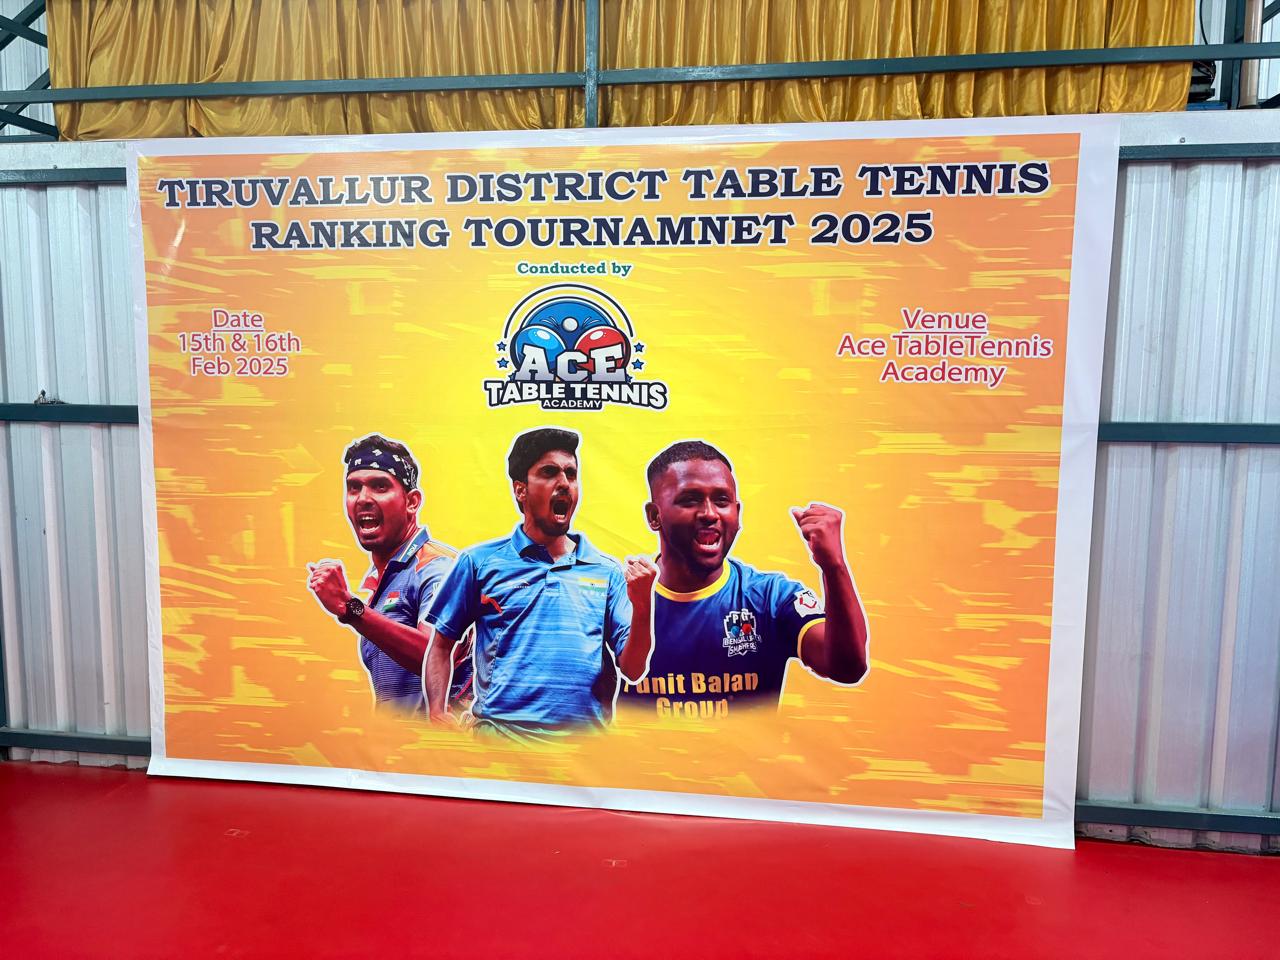 TIRUVALLUR DISTRICT TABLE TENNIS
RANKING TOURNAMNET 2025
Conducted by
Date
15th & 16th
Feb 2025
ACE
TABLE TENNIS
ACADEMY
Venue
Ace TableTennis
Academy
Punit Balan
Group